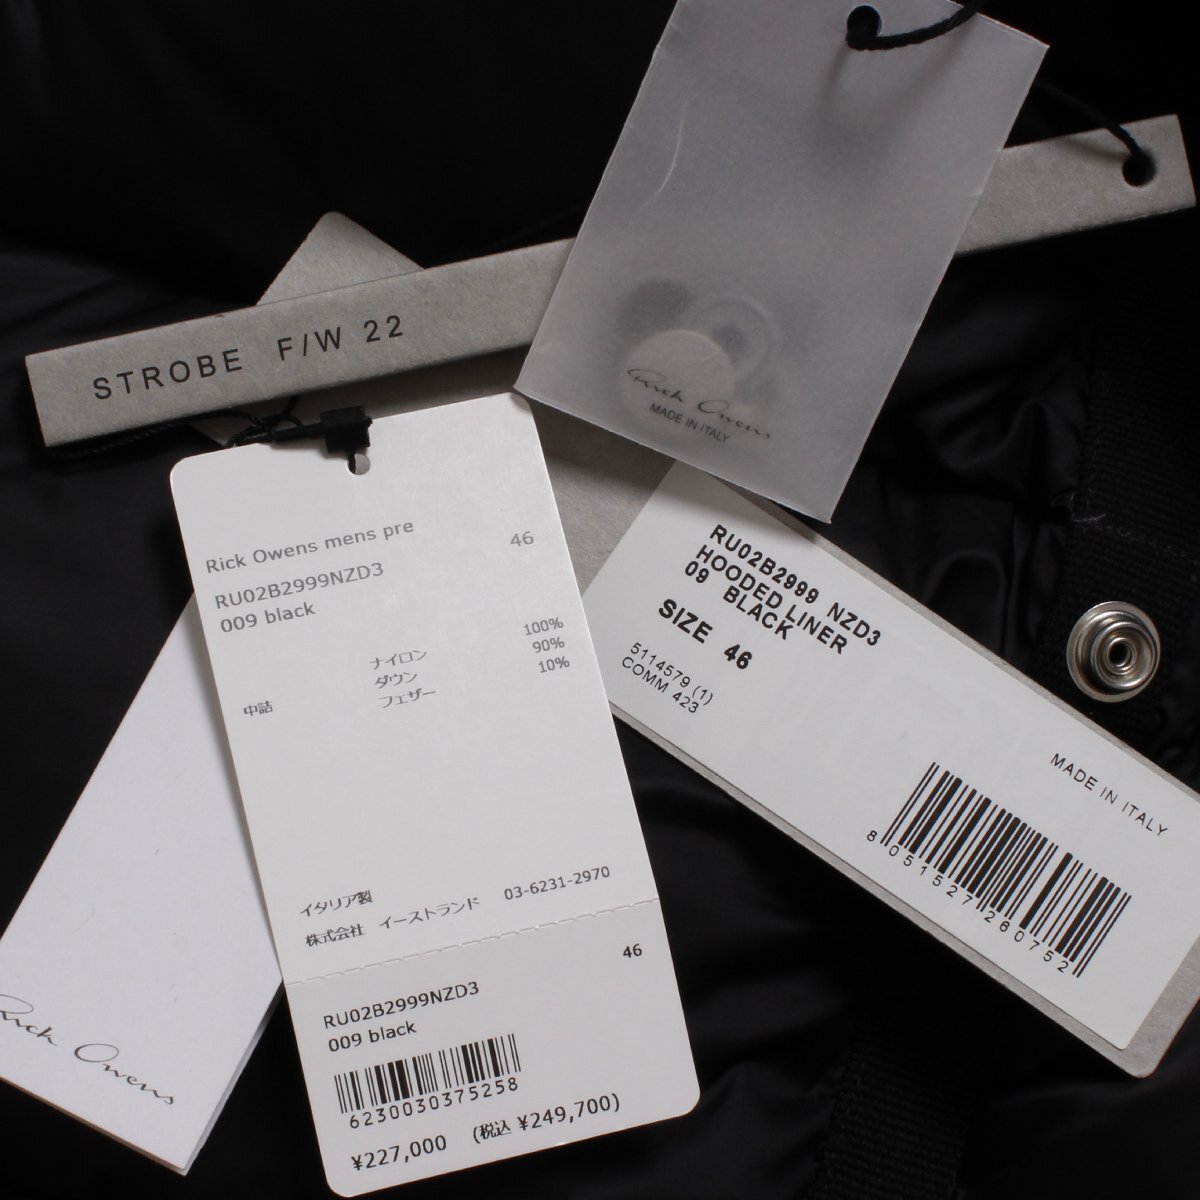 STROBE F/W 22
Rick Owens
MADE IN ITALY
Rick Owens mens pre
46
RU02B2999NZD3
009 black
ナイロン 100%
ダウン 90%
中詰 フェザー 10%
イタリア製
株式会社 イーストランド 03-6231-2970
46
RU02B2999NZD3
009 black
6230030375258
¥227,000 (税込 ¥249,700)
RU02B2999 NZD3
HOODED LINER
09 BLACK
SIZE 46
5114579 (1)
COMM 423
MADE IN ITALY
8051527260752
Rick Owens